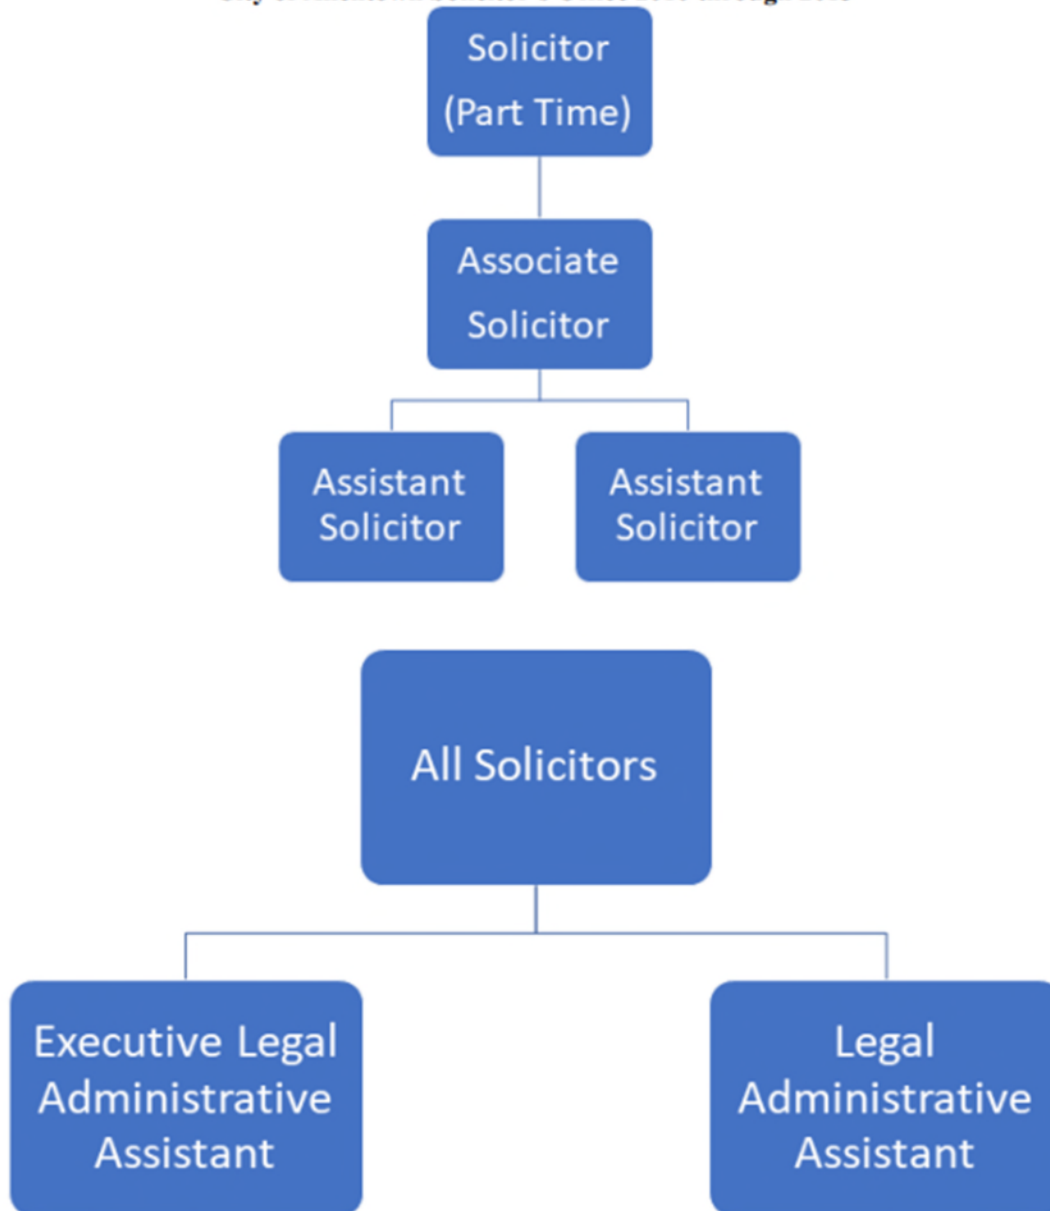 Solicitor
(Part Time)
Associate
Solicitor
Assistant
Solicitor
Assistant
Solicitor
All Solicitors
Executive Legal
Administrative
Assistant
Legal
Administrative
Assistant